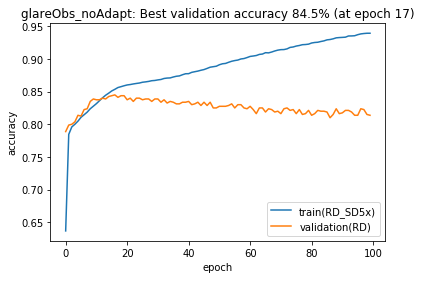 glareObs_noAdapt: Best validation accuracy 84.5% (at epoch 17)
0.95
0.90
0.85
0.80
0.75
0.70
0.65
accuracy
0 20 40 60 80 100
epoch
train(RD_SD5x)
validation(RD)